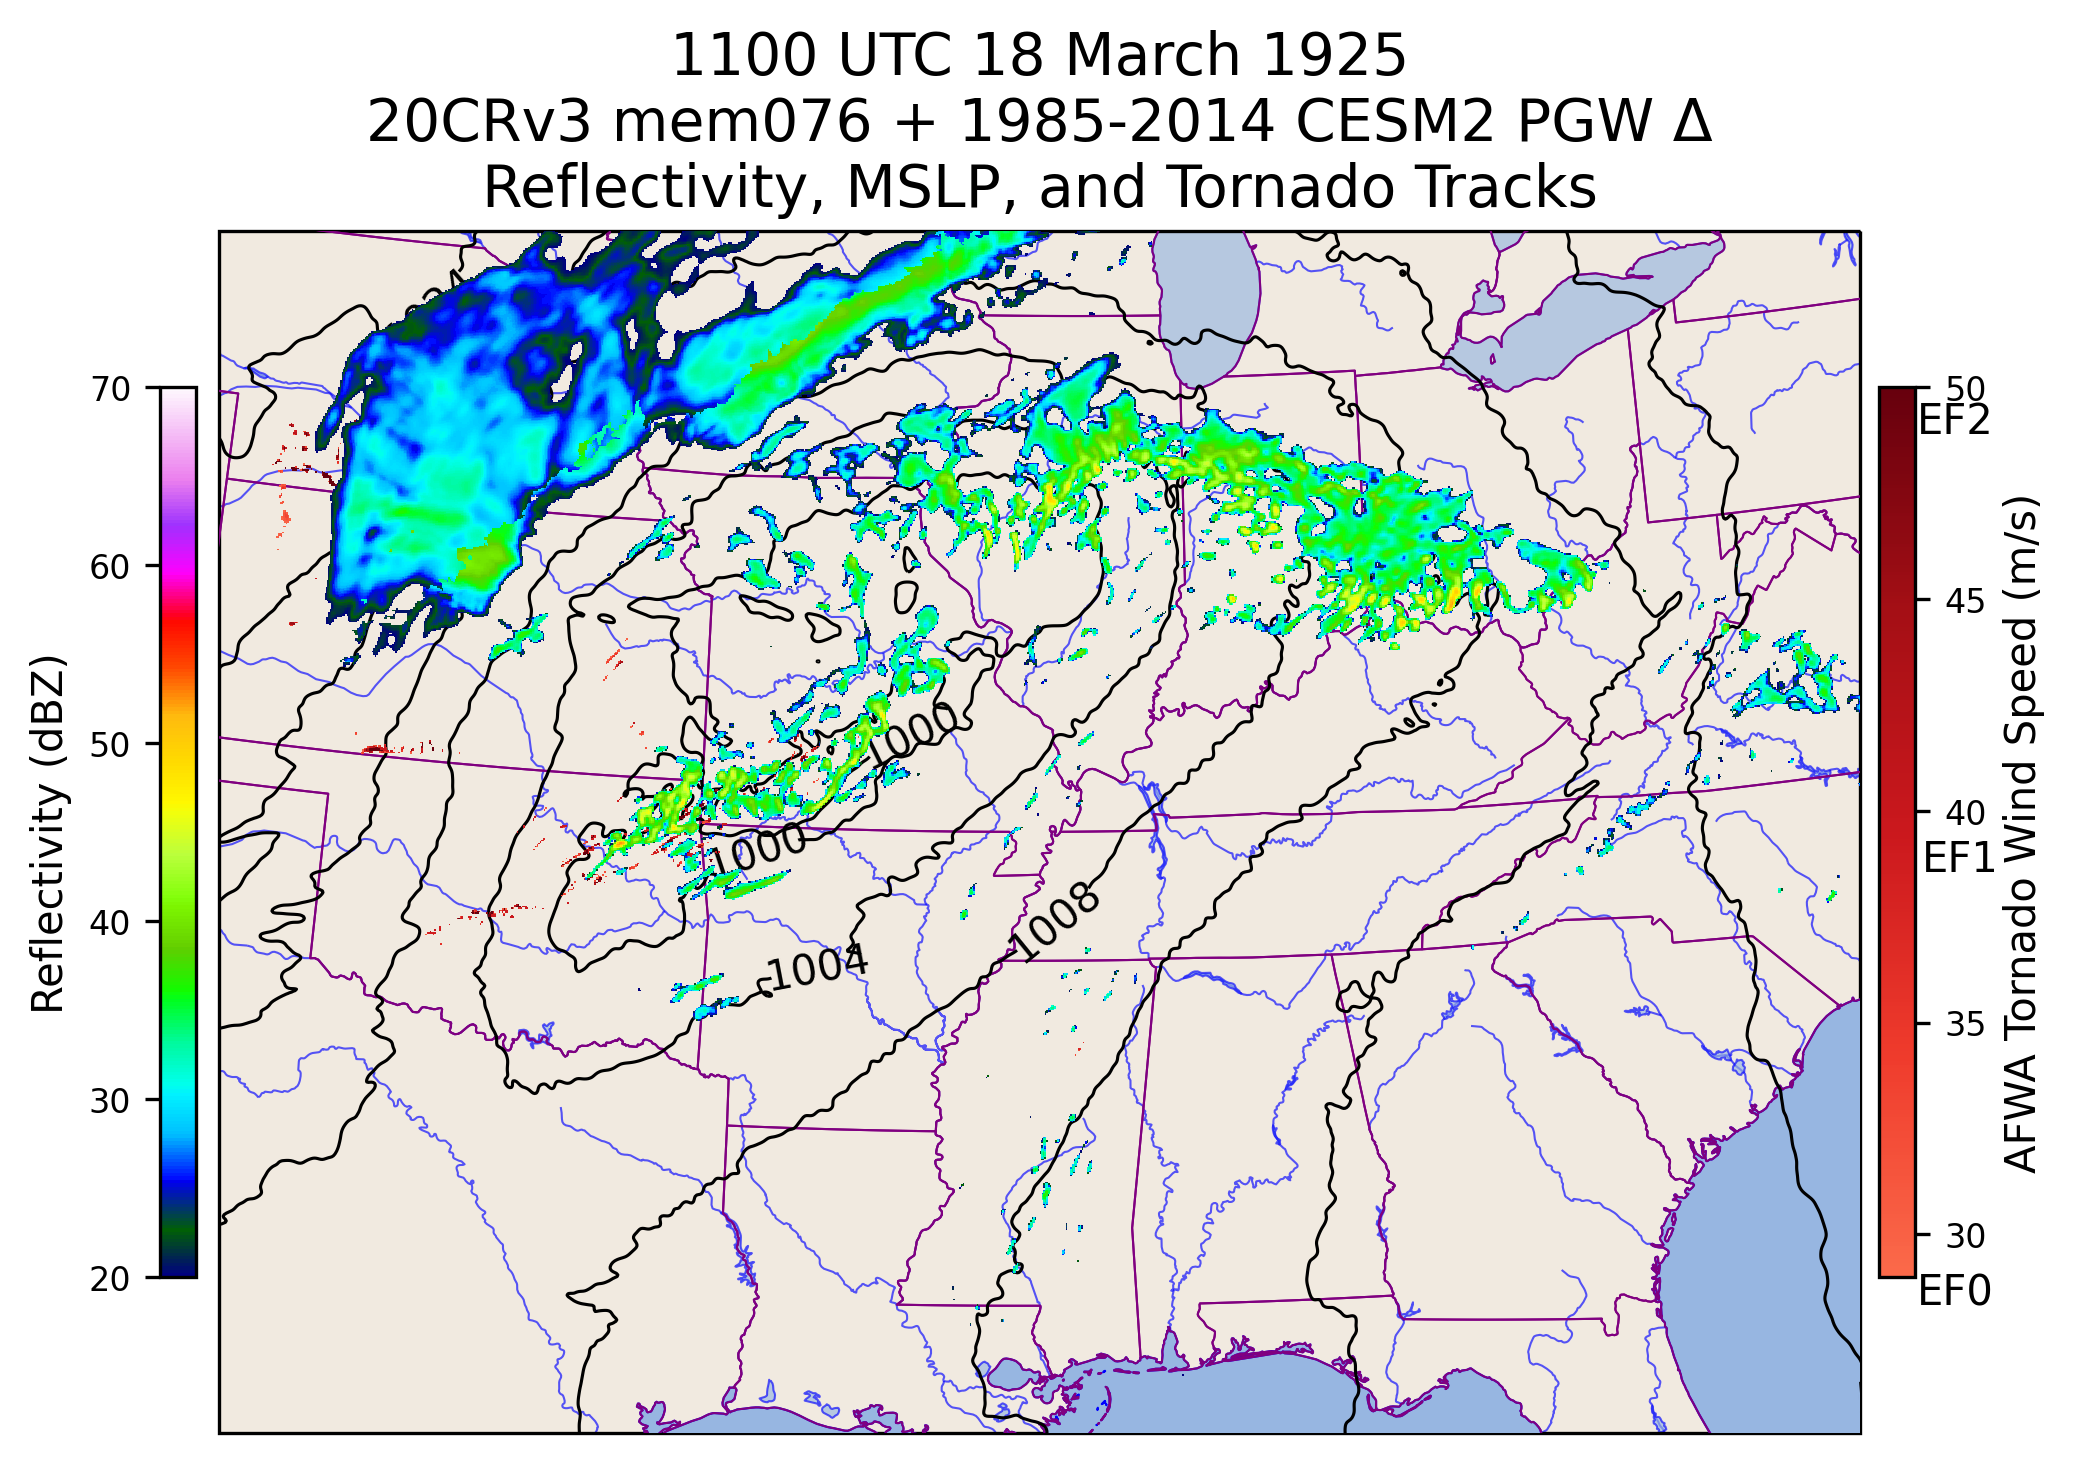 1100 UTC 18 March 1925
20CRv3 mem076 + 1985-2014 CESM2 PGW Δ
Reflectivity, MSLP, and Tornado Tracks
Reflectivity (dBZ)
70
60
50
40
30
20
1000
1000
1004
1008
50
EF2
45
40
EF1
35
30
EF0
AFWA Tornado Wind Speed (m/s)